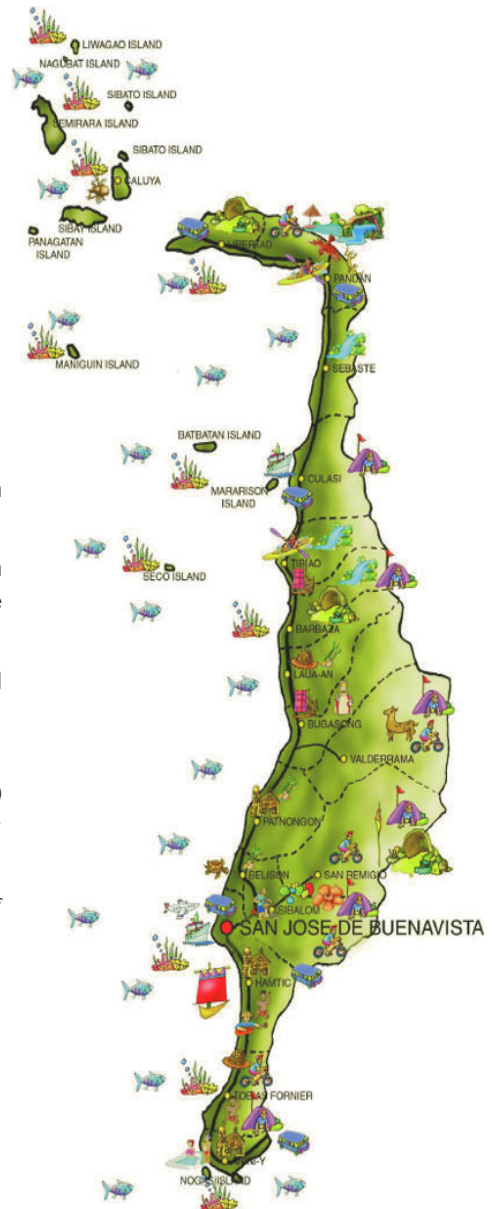 LIWAGAO ISLAND
NAGUBAT ISLAND
SIBATO ISLAND
SEMIRARA ISLAND
SIBATO ISLAND
CALUYA
SIBAY ISLAND
PANAGATAN
ISLAND
LIBERTAD
PANDAN
MANIGUIN ISLAND
SEBASTE
BATBATAN ISLAND
CULASI
MARARISON
ISLAND
TIBIAO
SECO ISLAND
BARBAZA
LAUA-AN
BUGASONG
VALDERRAMA
PATNONGON
BELISON
SAN REMIGIO
SIBALOM
SAN JOSE DE BUENAVISTA
HAMTIC
TOBIAS FORNIER
ISLAND